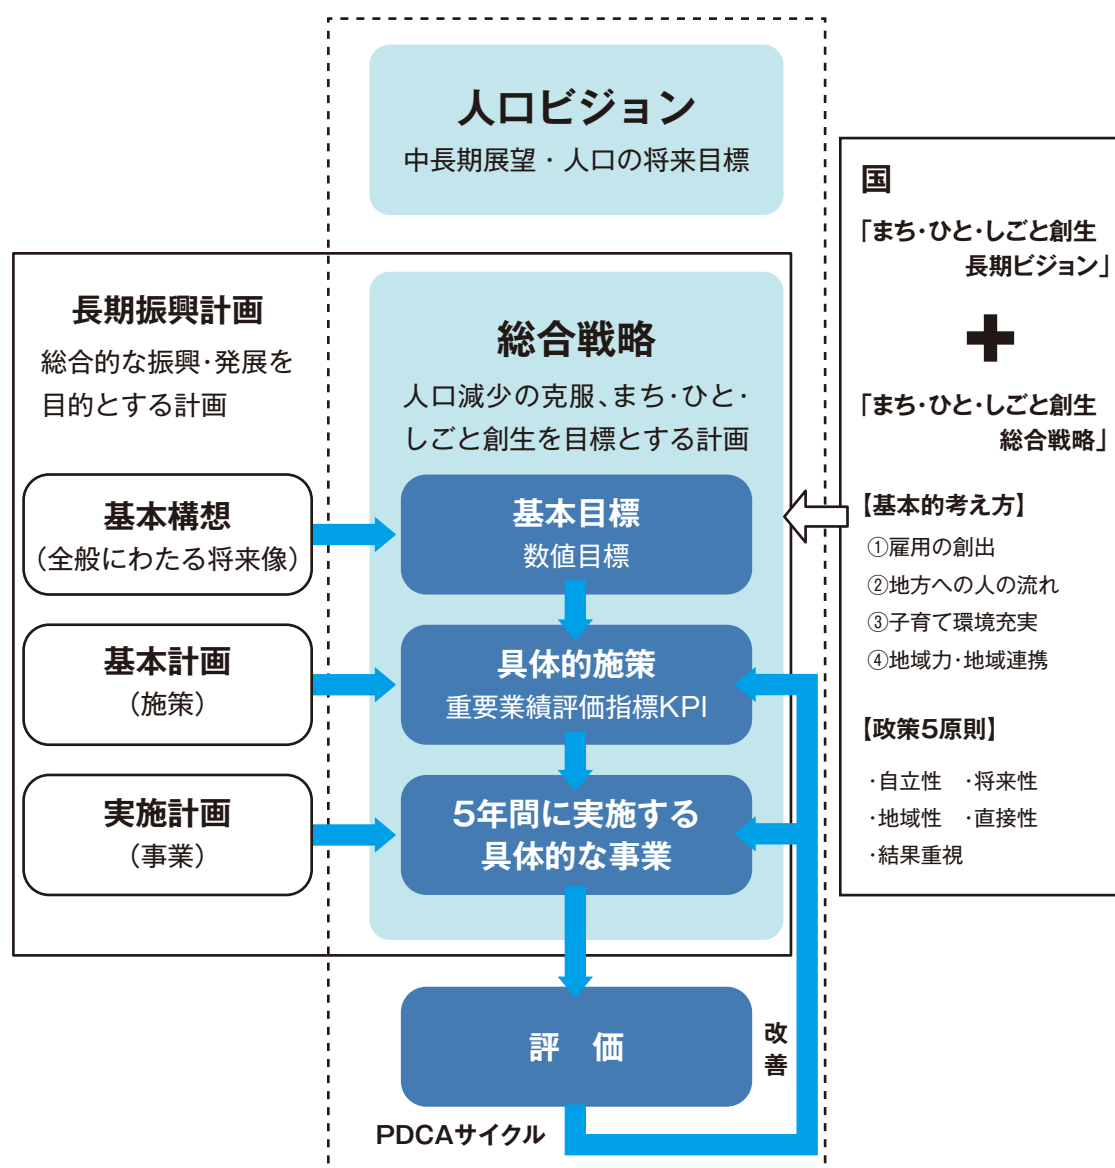 人口ビジョン
中長期展望・人口の将来目標
長期振興計画
総合的な振興・発展を
目的とする計画
総合戦略
人口減少の克服、まち・ひと・
しごと創生を目標とする計画
基本構想
（全般にわたる将来像）
基本目標
数値目標
基本計画
（施策）
具体的施策
重要業績評価指標KPI
実施計画
（事業）
5年間に実施する
具体的な事業
評　価
改
善
PDCAサイクル
国
「まち・ひと・しごと創生
長期ビジョン」
「まち・ひと・しごと創生
総合戦略」
【基本的考え方】
①雇用の創出
②地方への人の流れ
③子育て環境充実
④地域力・地域連携
【政策5原則】
・自立性　・将来性
・地域性　・直接性
・結果重視